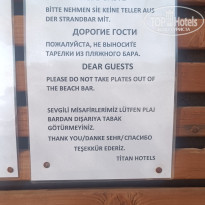 BITTE NEHMEN SIE KEINE TELLER AUS
DER STRANDBAR MIT.
ДОРОГИЕ ГОСТИ
ПОЖАЛУЙСТА, НЕ ВЫНОСИТЕ
ТАРЕЛКИ ИЗ ПЛЯЖНОГО БАРА.
DEAR GUESTS
PLEASE DO NOT TAKE PLATES OUT OF
THE BEACH BAR.
SEVGİLİ MİSAFİRLERİMİZ LÜTFEN PLAJ
BARDAN DIŞARIYA TABAK
GÖTÜRMEYİNİZ.
THANK YOU/DANKE SEHR/СПАСИБО
TEŞEKKÜR EDERİZ.
TİTAN HOTELS